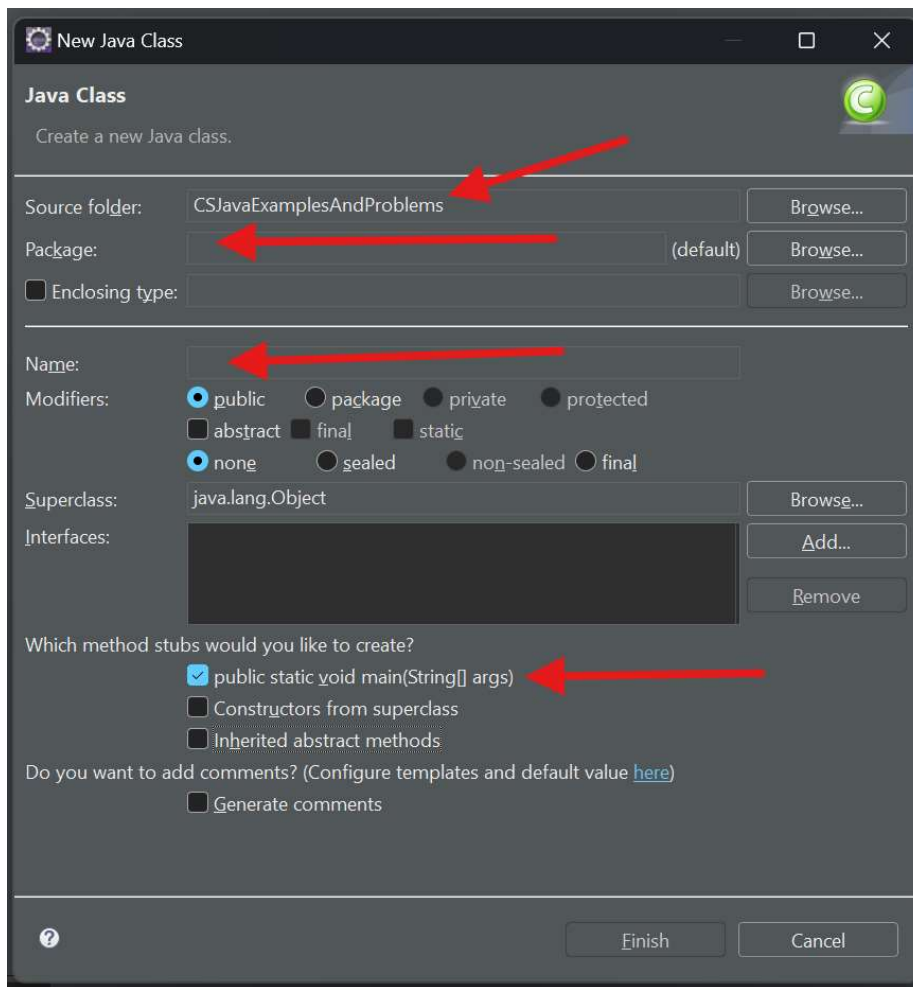 New Java Class
Java Class
Create a new Java class.
Source folder: CSJavaExamplesAndProblems Browse...
Package: (default) Browse...
Enclosing type: Browse...
Name:
Modifiers: public package private protected
abstract final static
none sealed non-sealed final
Superclass: java.lang.Object Browse...
Interfaces: Add...
Remove
Which method stubs would you like to create?
public static void main(String[] args)
Constructors from superclass
Inherited abstract methods
Do you want to add comments? (Configure templates and default value here)
Generate comments
? Finish Cancel